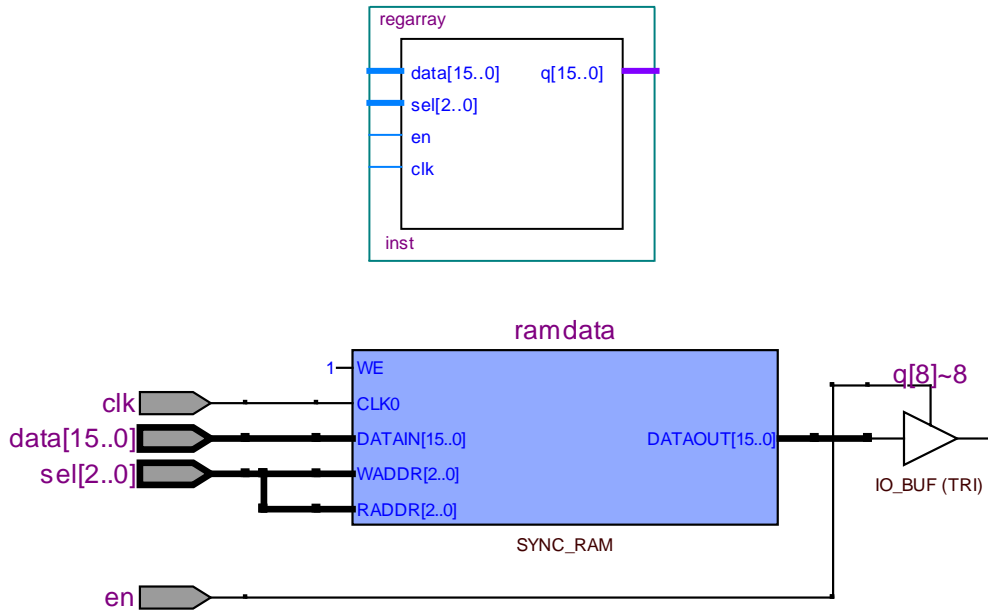 regarray
data[15..0] q[15..0]
sel[2..0]
en
clk
inst
ramdata
1 WE
q[8]~8
clk CLK0
data[15..0] DATAIN[15..0] DATAOUT[15..0]
sel[2..0] WADDR[2..0]
IO_BUF (TRI)
RADDR[2..0]
SYNC_RAM
en